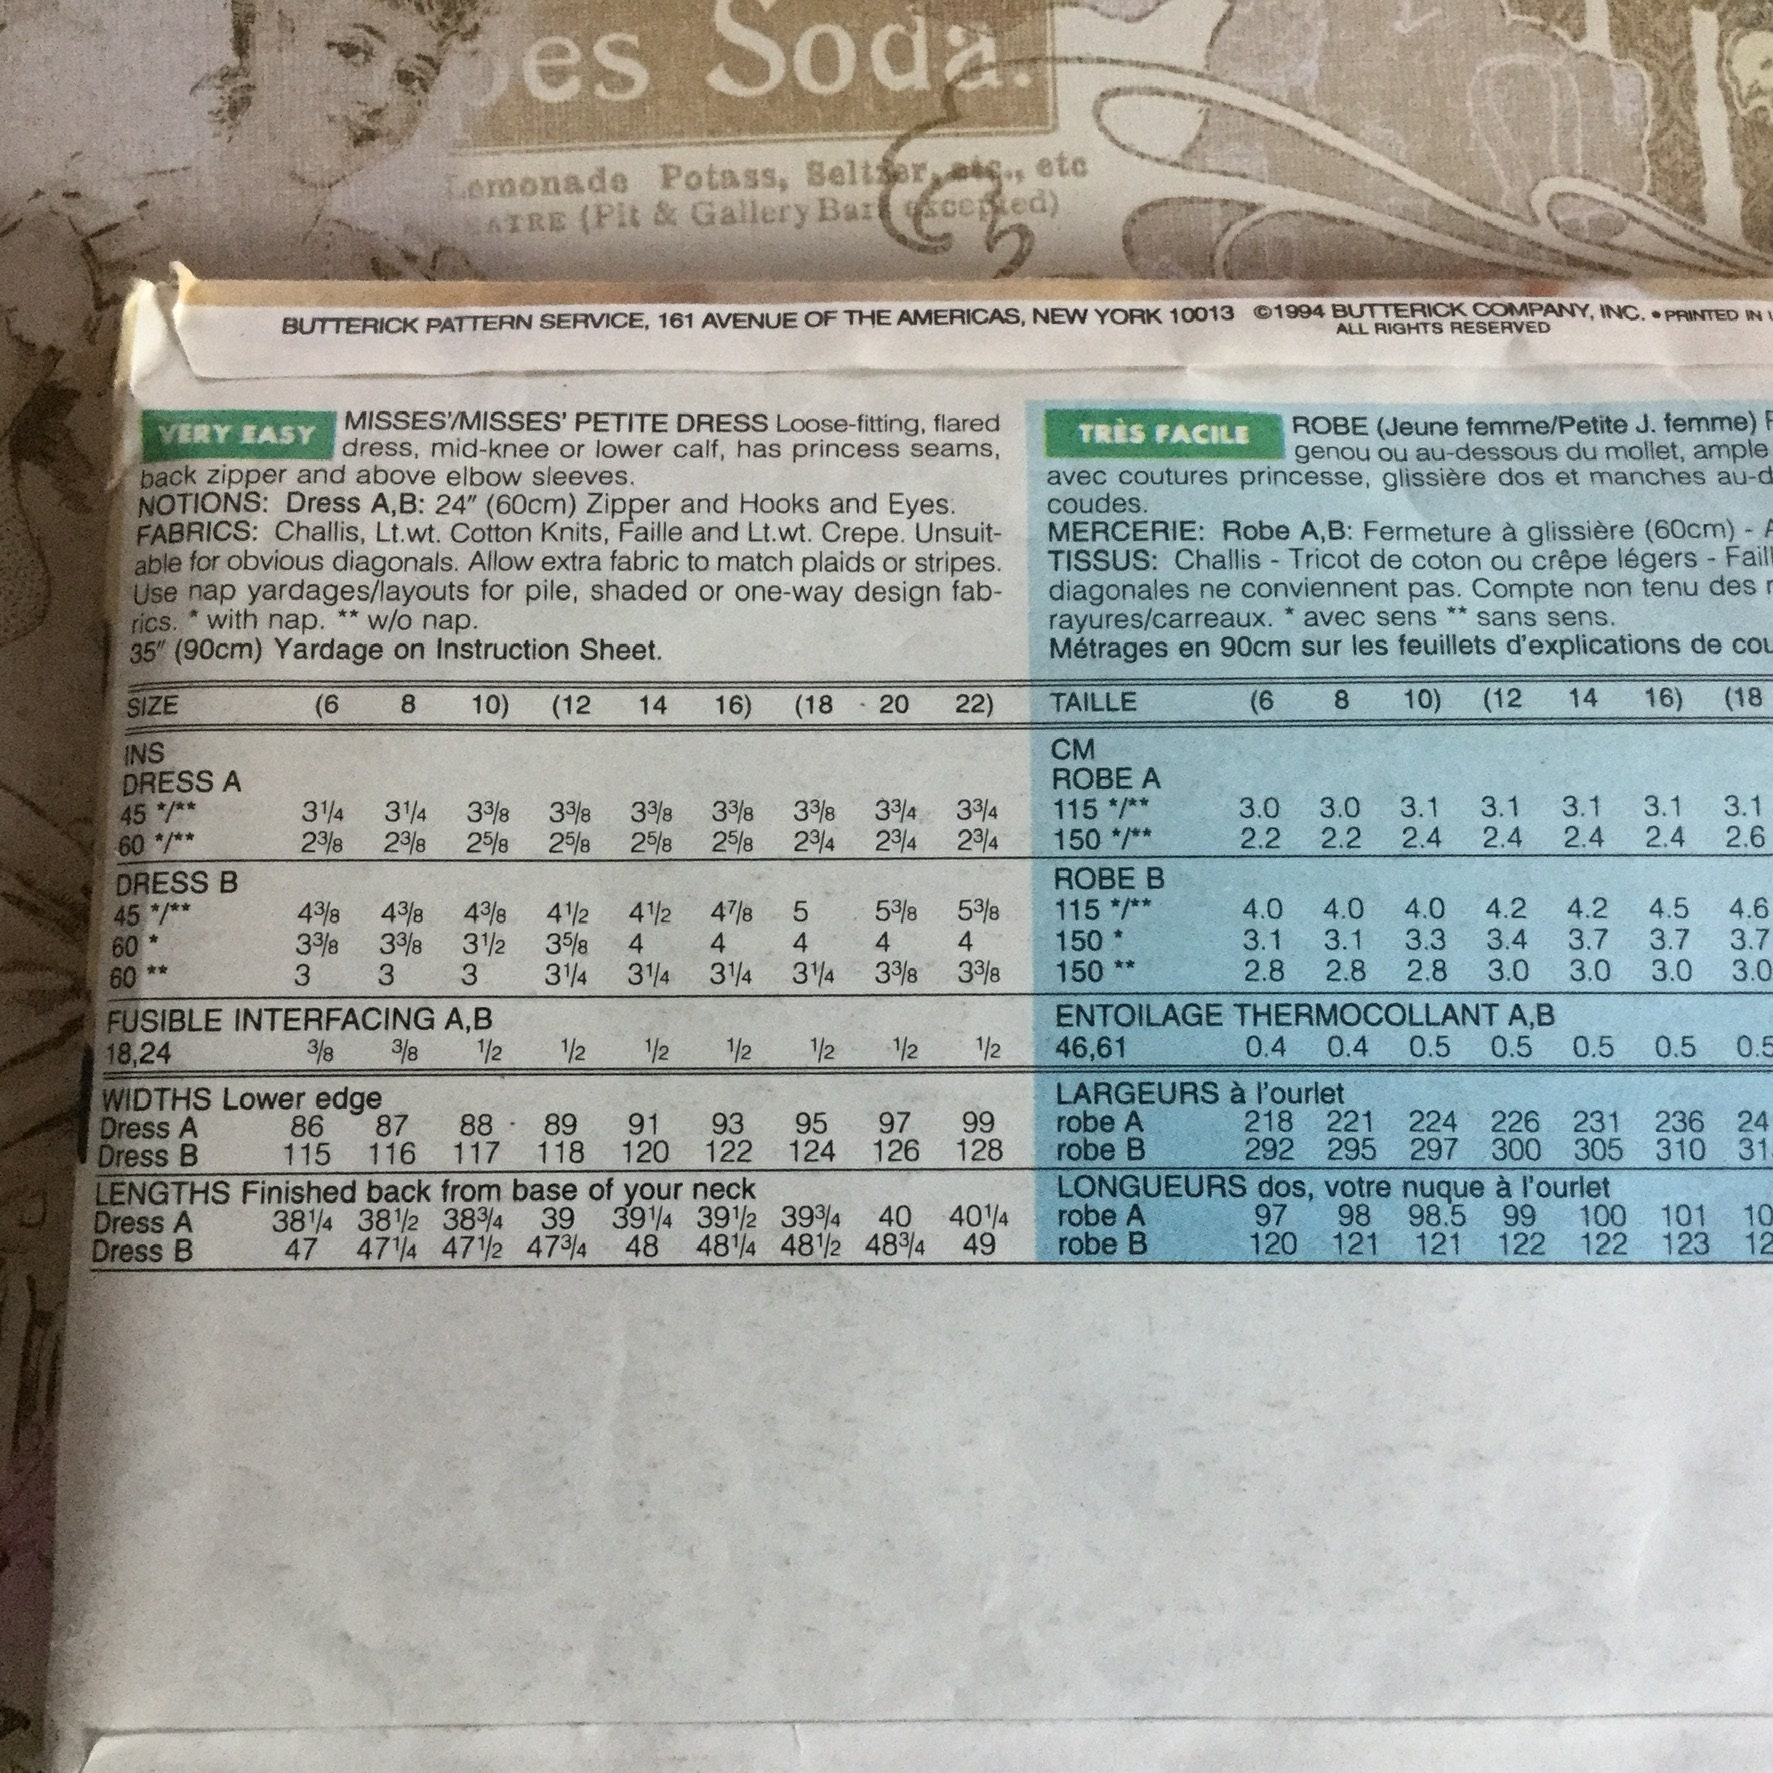 es Soda.
Lemonade Potass, Seltzer, etc., etc
(Pit & Gallery Bar excepted)
BUTTERICK PATTERN SERVICE, 161 AVENUE OF THE AMERICAS, NEW YORK 10013 ©1994 BUTTERICK COMPANY, INC. • PRINTED IN
ALL RIGHTS RESERVED
VERY EASY MISSES'/MISSES' PETITE DRESS Loose-fitting, flared
dress, mid-knee or lower calf, has princess seams,
back zipper and above elbow sleeves.
NOTIONS: Dress A,B: 24" (60cm) Zipper and Hooks and Eyes.
FABRICS: Challis, Lt.wt. Cotton Knits, Faille and Lt.wt. Crepe. Unsuit-
able for obvious diagonals. Allow extra fabric to match plaids or stripes.
Use nap yardages/layouts for pile, shaded or one-way design fab-
rics. * with nap. ** w/o nap.
35" (90cm) Yardage on Instruction Sheet.
SIZE (6 8 10) (12 14 16) (18 20 22)
INS
DRESS A
45 */** 3¼ 3¼ 3⅜ 3⅜ 3⅜ 3⅜ 3⅜ 3¾ 3¾
60 */** 2⅜ 2⅜ 2⅝ 2⅝ 2⅝ 2⅝ 2¾ 2¾ 2¾
DRESS B
45 */** 4⅜ 4⅜ 4⅜ 4½ 4½ 4⅞ 5 5⅜ 5⅜
60 * 3⅜ 3⅜ 3½ 3⅝ 4 4 4 4 4
60 ** 3 3 3 3¼ 3¼ 3¼ 3¼ 3⅜ 3⅜
FUSIBLE INTERFACING A,B
18,24 ⅜ ⅜ ½ ½ ½ ½ ½ ½ ½
WIDTHS Lower edge
Dress A 86 87 88 89 91 93 95 97 99
Dress B 115 116 117 118 120 122 124 126 128
LENGTHS Finished back from base of your neck
Dress A 38¼ 38½ 38¾ 39 39¼ 39½ 39¾ 40 40¼
Dress B 47 47¼ 47½ 47¾ 48 48¼ 48½ 48¾ 49
TRÈS FACILE ROBE (Jeune femme/Petite J. femme)
genou ou au-dessous du mollet, ample
avec coutures princesse, glissière dos et manches au-d
coudes.
MERCERIE: Robe A,B: Fermeture à glissière (60cm) - A
TISSUS: Challis - Tricot de coton ou crêpe légers - Faill
diagonales ne conviennent pas. Compte non tenu des
rayures/carreaux. * avec sens ** sans sens.
Métrages en 90cm sur les feuillets d'explications de cou
TAILLE (6 8 10) (12 14 16) (18
CM
ROBE A
115 */** 3.0 3.0 3.1 3.1 3.1 3.1 3.1
150 */** 2.2 2.2 2.4 2.4 2.4 2.4 2.6
ROBE B
115 */** 4.0 4.0 4.0 4.2 4.2 4.5 4.6
150 * 3.1 3.1 3.3 3.4 3.7 3.7 3.7
150 ** 2.8 2.8 2.8 3.0 3.0 3.0 3.0
ENTOILAGE THERMOCOLLANT A,B
46,61 0.4 0.4 0.5 0.5 0.5 0.5 0.5
LARGEURS à l'ourlet
robe A 218 221 224 226 231 236 24
robe B 292 295 297 300 305 310 31
LONGUEURS dos, votre nuque à l'ourlet
robe A 97 98 98.5 99 100 101 10
robe B 120 121 121 122 122 123 12